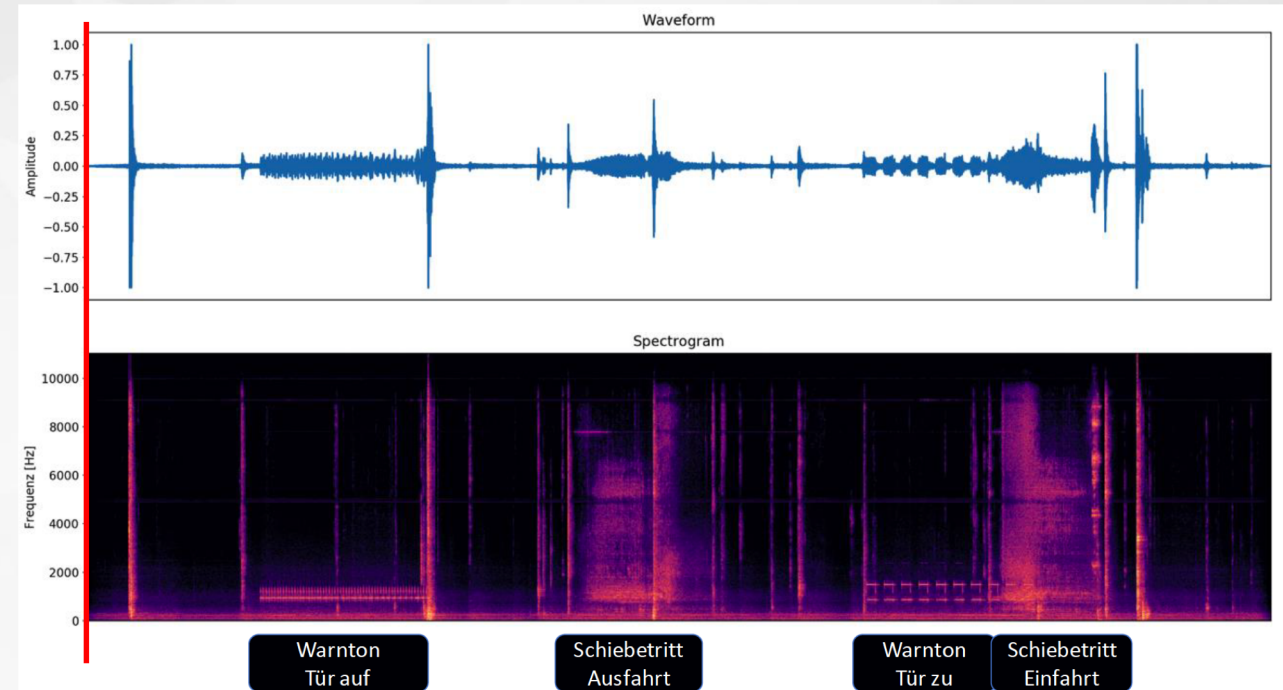 Waveform
Amplitude
1.00
0.75
0.50
0.25
0.00
−0.25
−0.50
−0.75
−1.00
Spectrogram
Frequenz [Hz]
10000
8000
6000
4000
2000
0
Warnton
Tür auf
Schiebetritt
Ausfahrt
Warnton
Tür zu
Schiebetritt
Einfahrt